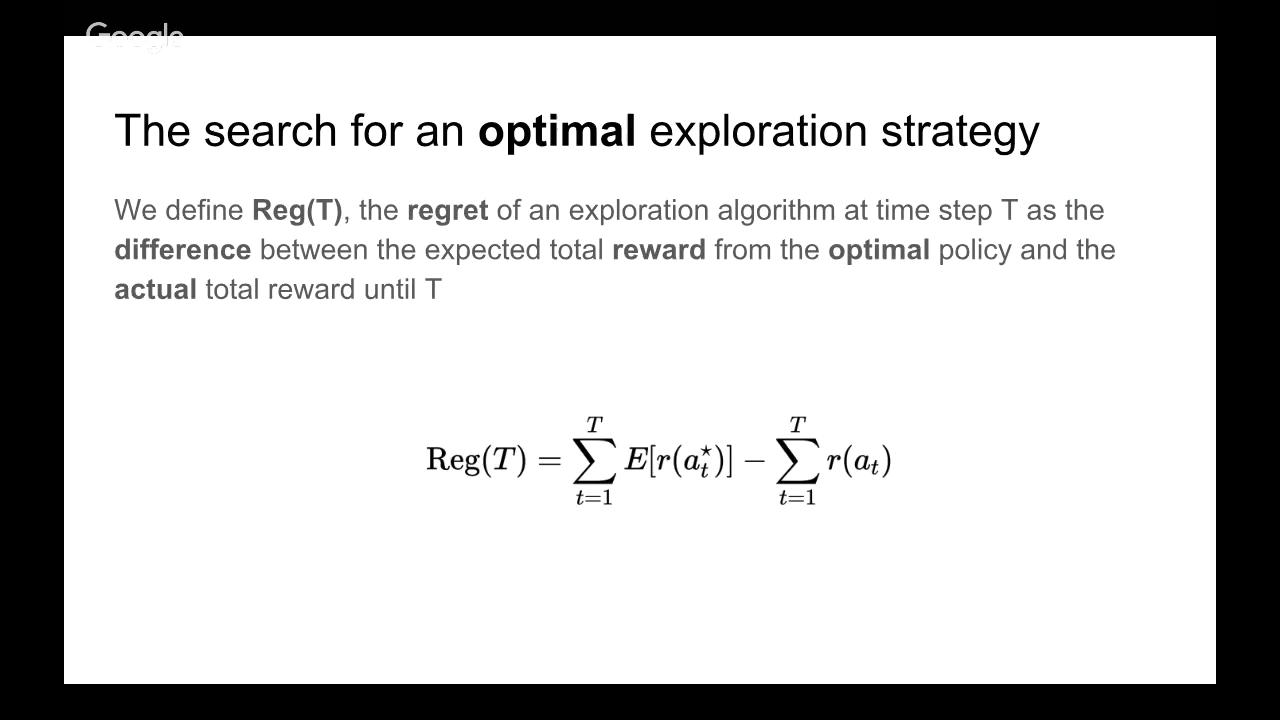 Google
The search for an optimal exploration strategy
We define Reg(T), the regret of an exploration algorithm at time step T as the
difference between the expected total reward from the optimal policy and the
actual total reward until T
Reg(T) = \sum_{t=1}^{T} E[r(a_t^⋆)] − \sum_{t=1}^{T} r(a_t)